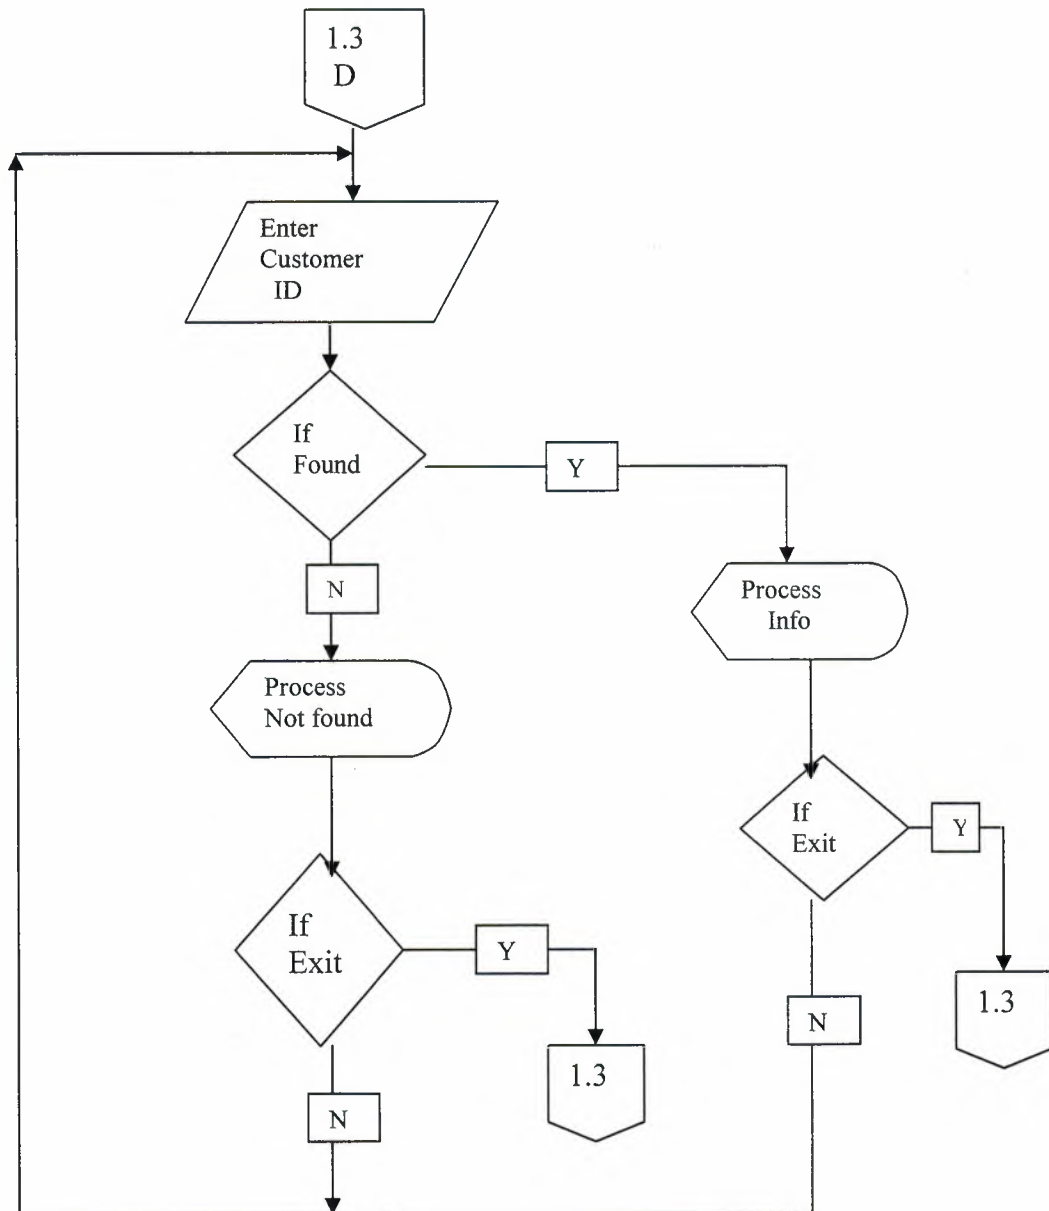 1.3
D
Enter
Customer
ID
If
Found
Y
N
Process
Info
Process
Not found
If
Exit
Y
If
Exit
Y
N
1.3
1.3
N